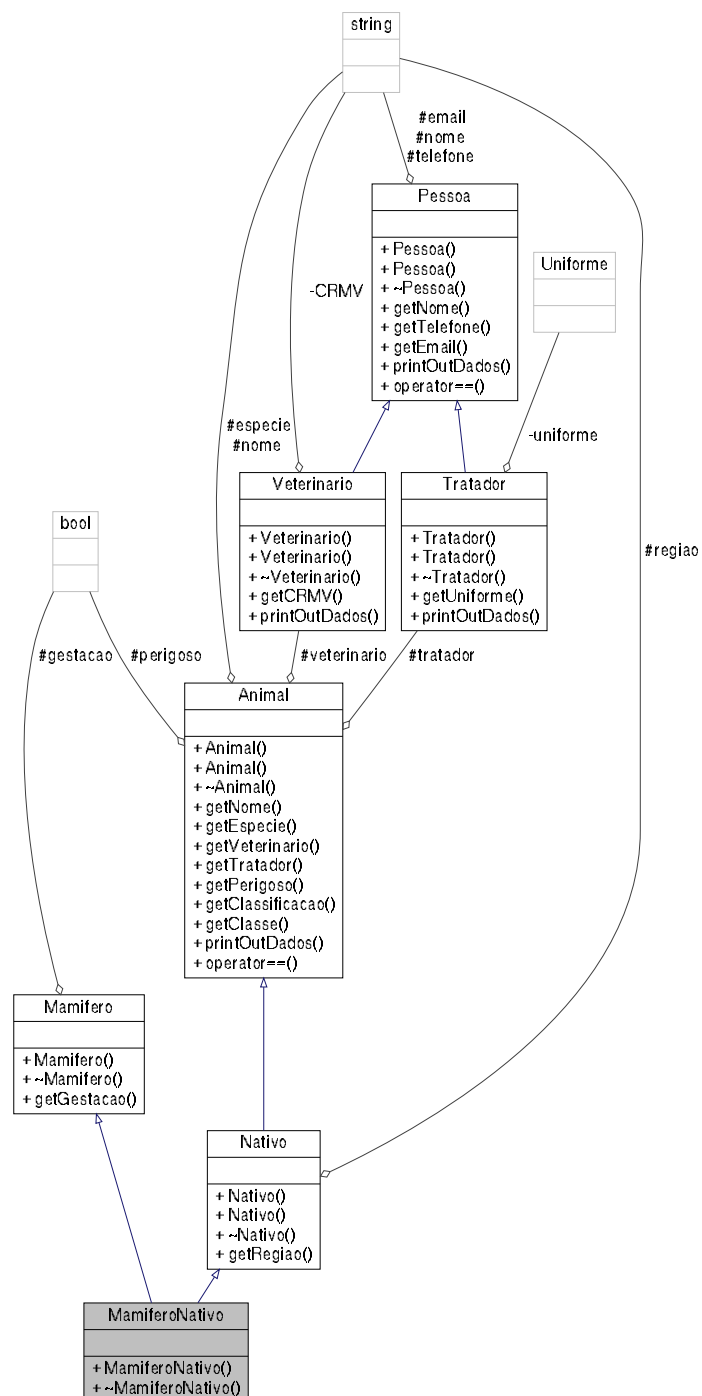 string
#email
#nome
#telefone
Pessoa
+ Pessoa()
+ Pessoa()
+ ~Pessoa()
+ getNome()
+ getTelefone()
+ getEmail()
+ printOutDados()
+ operator==()
Uniforme
-CRMV
#especie
#nome
-uniforme
Veterinario
+ Veterinario()
+ Veterinario()
+ ~Veterinario()
+ getCRMV()
+ printOutDados()
Tratador
+ Tratador()
+ Tratador()
+ ~Tratador()
+ getUniforme()
+ printOutDados()
bool
#regiao
#gestacao
#perigoso
#veterinario
#tratador
Animal
+ Animal()
+ Animal()
+ ~Animal()
+ getNome()
+ getEspecie()
+ getVeterinario()
+ getTratador()
+ getPerigoso()
+ getClassificacao()
+ getClasse()
+ printOutDados()
+ operator==()
Mamifero
+ Mamifero()
+ ~Mamifero()
+ getGestacao()
Nativo
+ Nativo()
+ Nativo()
+ ~Nativo()
+ getRegiao()
MamiferoNativo
+ MamiferoNativo()
+ ~MamiferoNativo()